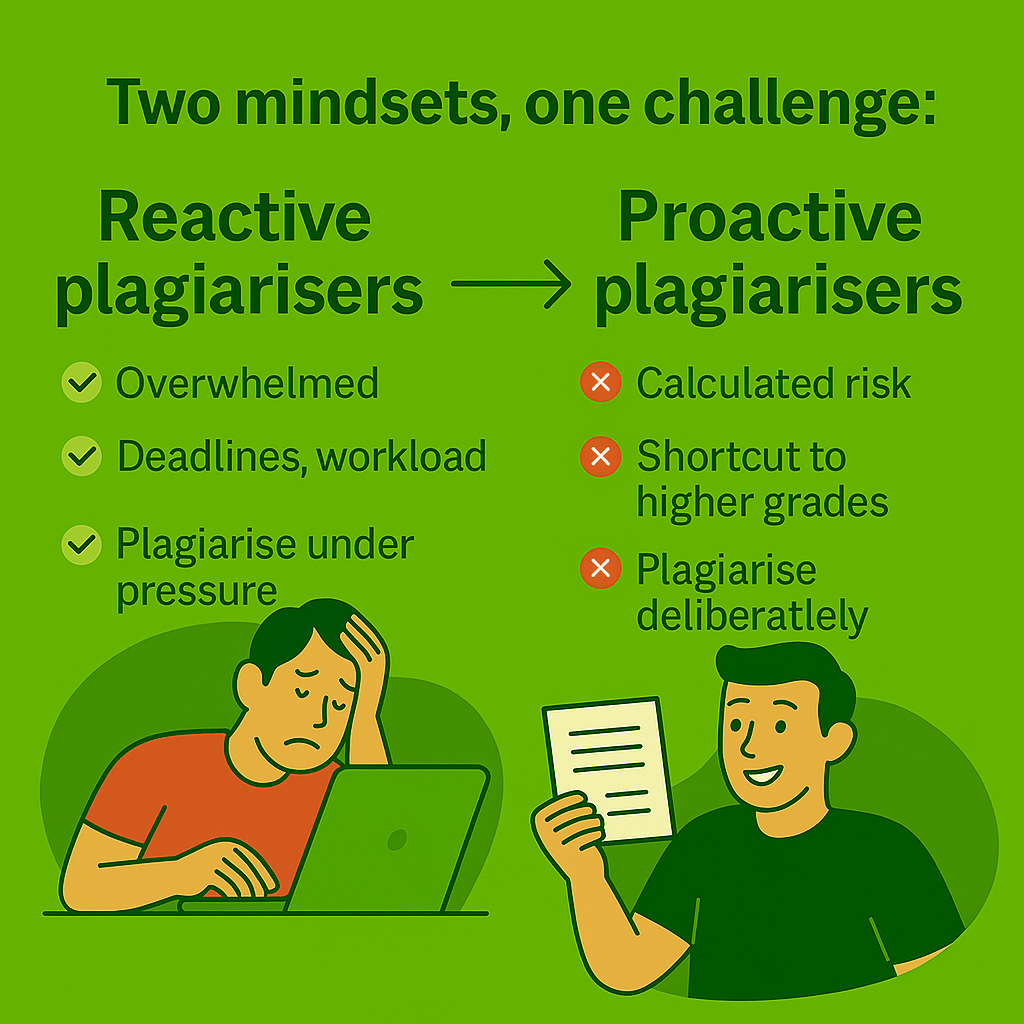 Two mindsets, one challenge:
Reactive
plagiarisers
Proactive
plagiarisers
Overwhelmed
Deadlines, workload
Plagiarise under
pressure
Calculated risk
Shortcut to
higher grades
Plagiarise
deliberatlely